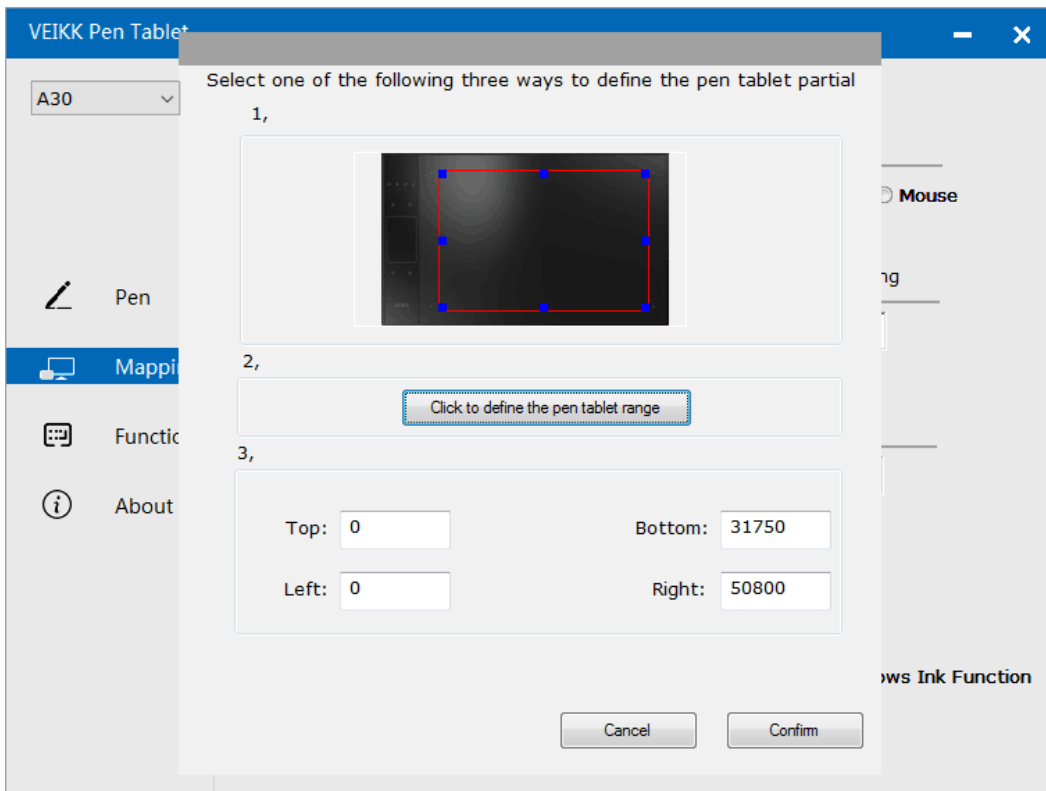 VEIKK Pen Tablet
Select one of the following three ways to define the pen tablet partial
A30
1,
Mouse
Pen
Mappi
2,
Click to define the pen tablet range
Functio
3,
About
Top: 0
Bottom: 31750
Left: 0
Right: 50800
ows Ink Function
Cancel
Confirm